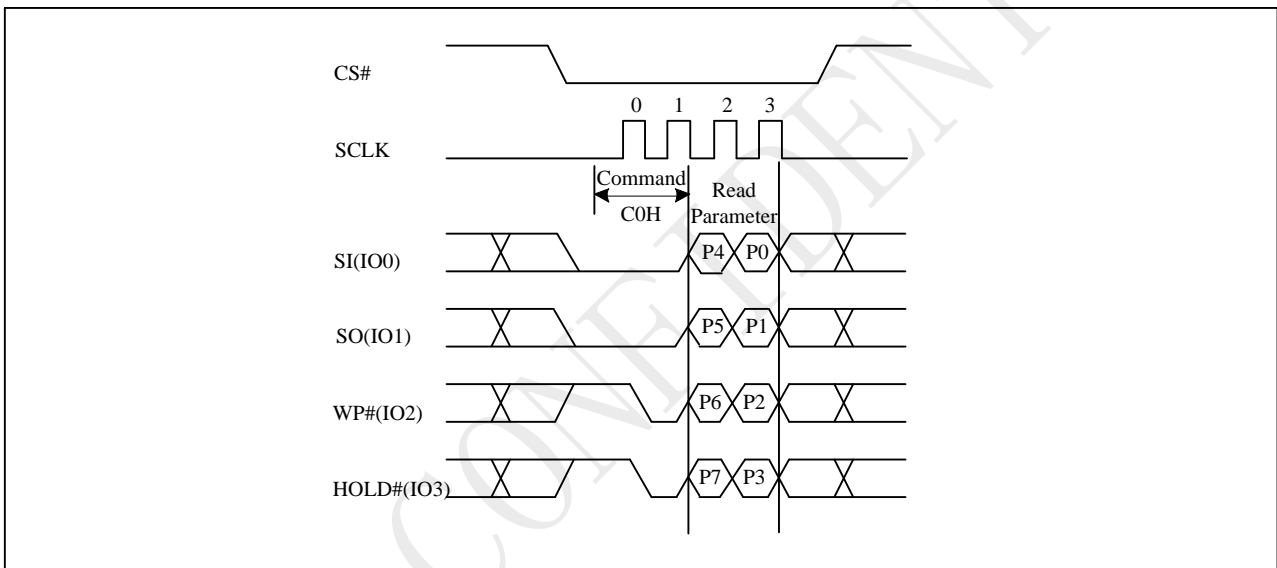 CS#
0 1 2 3
SCLK
Command
C0H
Read
Parameter
SI(IO0) P4 P0
SO(IO1) P5 P1
WP#(IO2) P6 P2
HOLD#(IO3) P7 P3